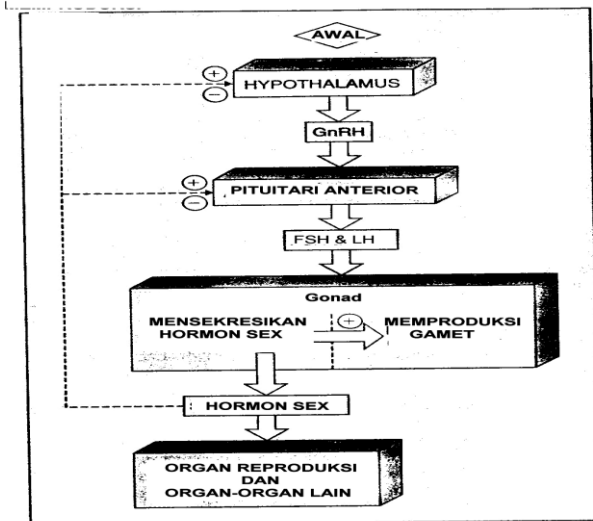 AWAL
+
−
HYPOTHALAMUS
GnRH
+
−
PITUITARI ANTERIOR
FSH & LH
Gonad
MENSEKRESIKAN
HORMON SEX
+
MEMPRODUKSI
GAMET
: HORMON SEX
ORGAN REPRODUKSI
DAN
ORGAN-ORGAN LAIN